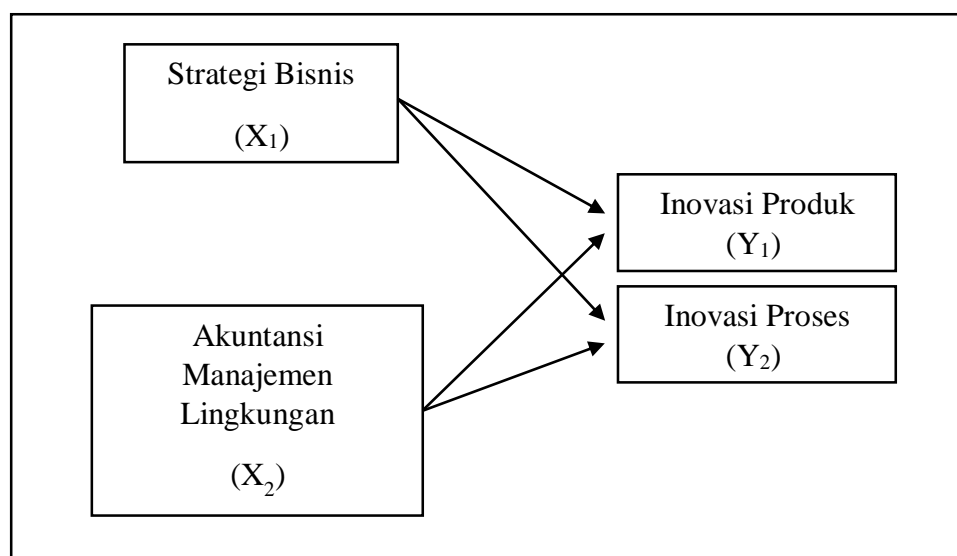 Strategi Bisnis
(X₁)
Inovasi Produk
(Y₁)
Inovasi Proses
(Y₂)
Akuntansi
Manajemen
Lingkungan
(X₂)